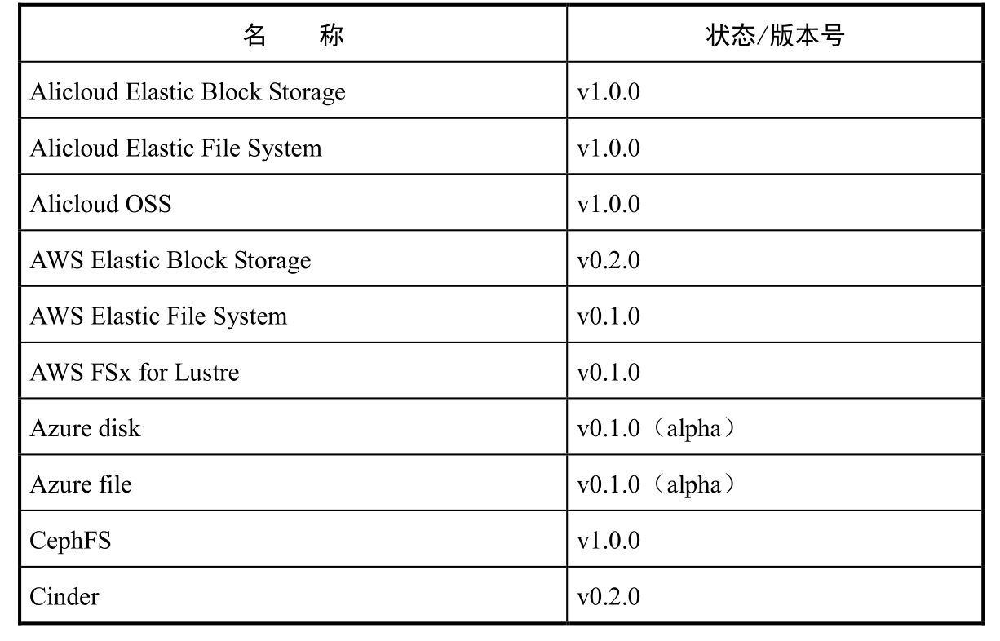 名 称 状态/版本号
Alicloud Elastic Block Storage v1.0.0
Alicloud Elastic File System v1.0.0
Alicloud OSS v1.0.0
AWS Elastic Block Storage v0.2.0
AWS Elastic File System v0.1.0
AWS FSx for Lustre v0.1.0
Azure disk v0.1.0（alpha）
Azure file v0.1.0（alpha）
CephFS v1.0.0
Cinder v0.2.0